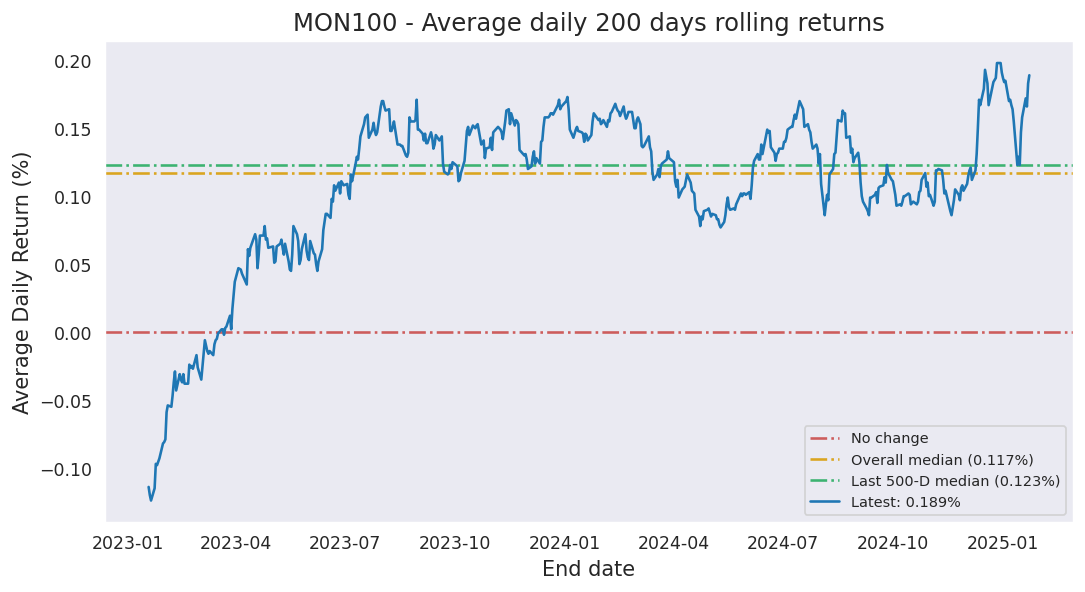 MON100 - Average daily 200 days rolling returns
Average Daily Return (%)
0.20
0.15
0.10
0.05
0.00
−0.05
−0.10
No change
Overall median (0.117%)
Last 500-D median (0.123%)
Latest: 0.189%
2023-01 2023-04 2023-07 2023-10 2024-01 2024-04 2024-07 2024-10 2025-01
End date